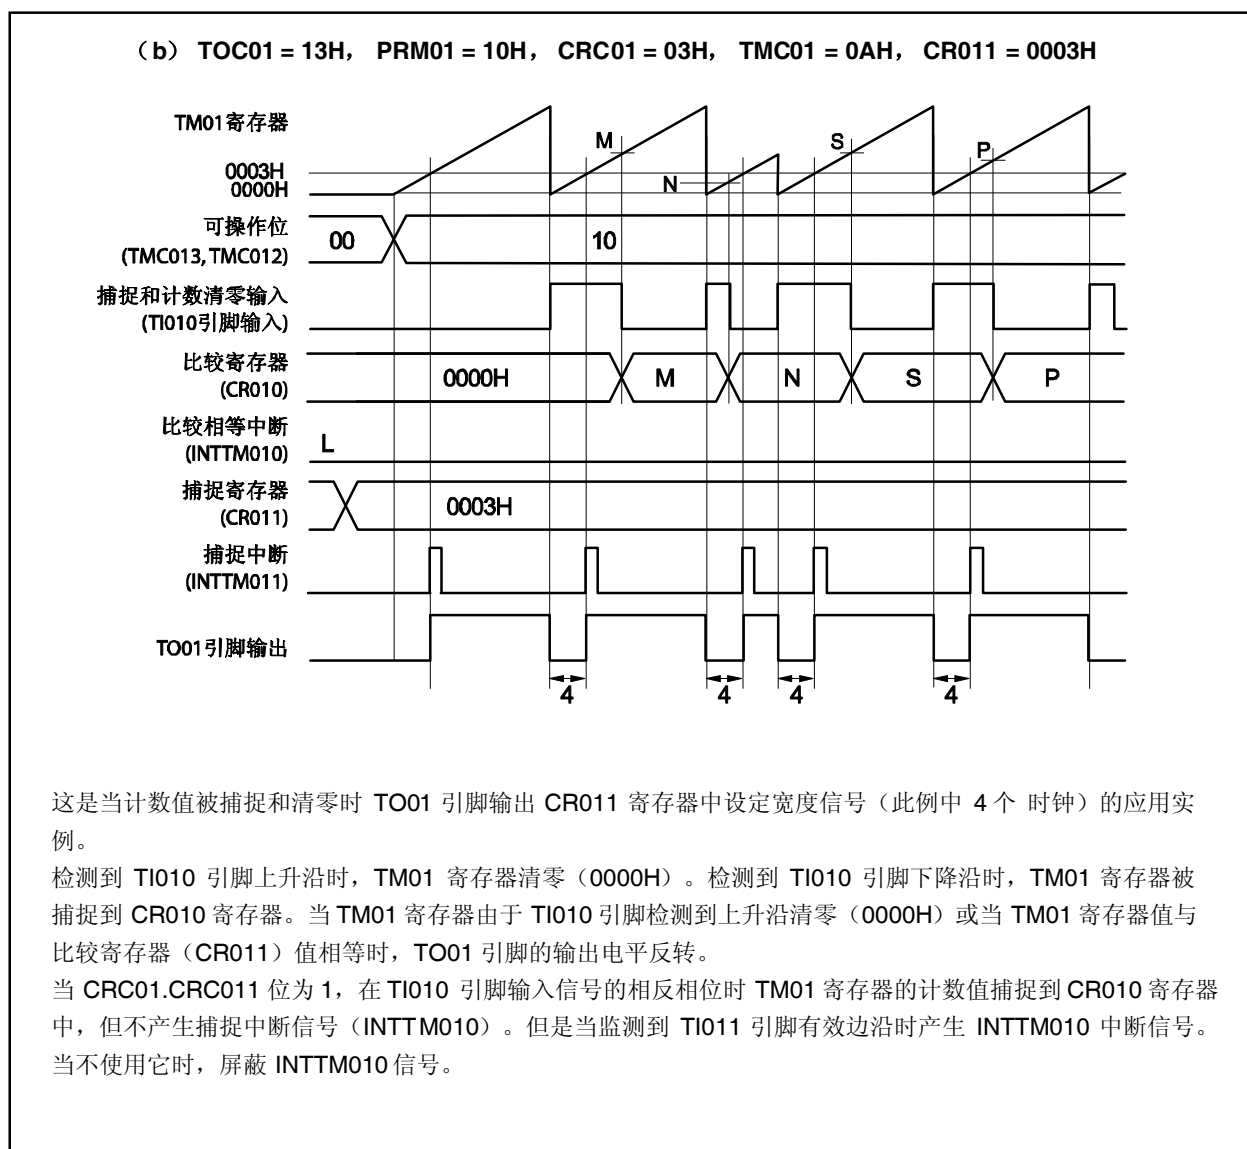 （b） TOC01 = 13H， PRM01 = 10H， CRC01 = 03H， TMC01 = 0AH， CR011 = 0003H
TM01寄存器
M
S
P
0003H
N
0000H
可操作位
(TMC013, TMC012)
00
10
捕捉和计数清零输入
(TI010引脚输入)
比较寄存器
(CR010)
0000H
M
N
S
P
比较相等中断
(INTTM010)
L
捕捉寄存器
(CR011)
0003H
捕捉中断
(INTTM011)
TO01引脚输出
4
4
4
4
这是当计数值被捕捉和清零时 TO01 引脚输出 CR011 寄存器中设定宽度信号（此例中 4 个 时钟）的应用实
例。
检测到 TI010 引脚上升沿时，TM01 寄存器清零（0000H）。检测到 TI010 引脚下降沿时，TM01 寄存器被
捕捉到 CR010 寄存器。当 TM01 寄存器由于 TI010 引脚检测到上升沿清零（0000H）或当 TM01 寄存器值与
比较寄存器（CR011）值相等时，TO01 引脚的输出电平反转。
当 CRC01.CRC011 位为 1，在 TI010 引脚输入信号的相反相位时 TM01 寄存器的计数值捕捉到 CR010 寄存器
中，但不产生捕捉中断信号（INTTM010）。但是当监测到 TI011 引脚有效边沿时产生 INTTM010 中断信号。
当不使用它时，屏蔽 INTTM010 信号。